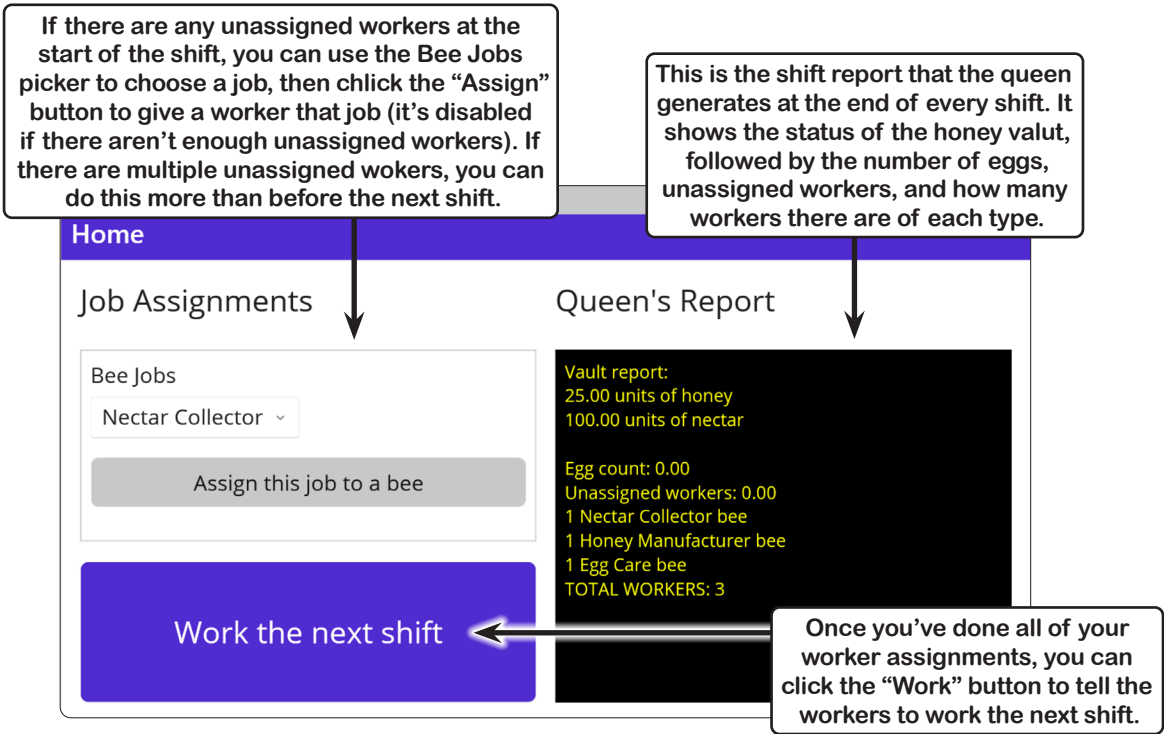 If there are any unassigned workers at the
start of the shift, you can use the Bee Jobs
picker to choose a job, then chlick the “Assign”
button to give a worker that job (it’s disabled
if there aren’t enough unassigned workers). If
there are multiple unassigned wokers, you can
do this more than before the next shift.
This is the shift report that the queen
generates at the end of every shift. It
shows the status of the honey valut,
followed by the number of eggs,
unassigned workers, and how many
workers there are of each type.
Home
Job Assignments
Bee Jobs
Nectar Collector
Assign this job to a bee
Work the next shift
Queen's Report
Vault report:
25.00 units of honey
100.00 units of nectar
Egg count: 0.00
Unassigned workers: 0.00
1 Nectar Collector bee
1 Honey Manufacturer bee
1 Egg Care bee
TOTAL WORKERS: 3
Once you’ve done all of your
worker assignments, you can
click the “Work” button to tell the
workers to work the next shift.